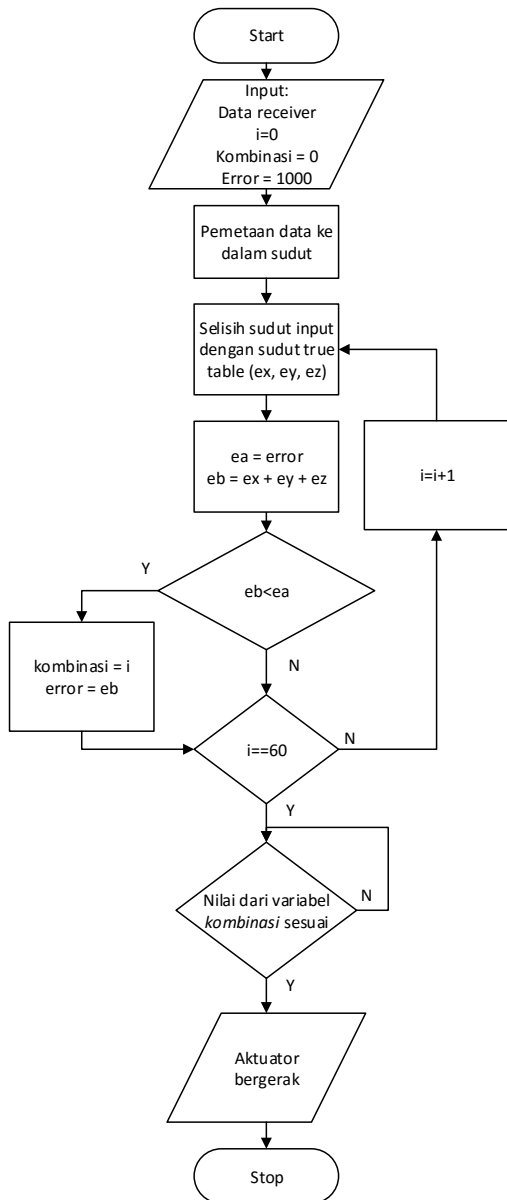 Start
Input:
Data receiver
i=0
Kombinasi = 0
Error = 1000
Pemetaan data ke
dalam sudut
Selisih sudut input
dengan sudut true
table (ex, ey, ez)
ea = error
eb = ex + ey + ez
i=i+1
Y
eb<ea
kombinasi = i
error = eb
N
i==60
N
Y
Nilai dari variabel
kombinasi sesuai
N
Y
Aktuator
bergerak
Stop